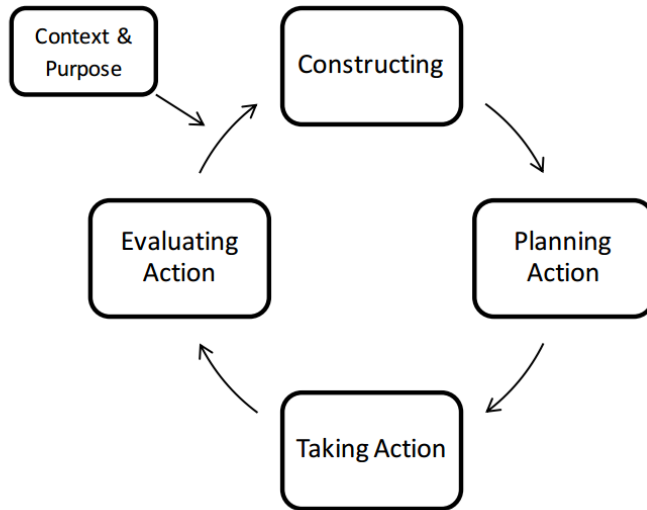 Context &
Purpose
Constructing
Evaluating
Action
Planning
Action
Taking Action